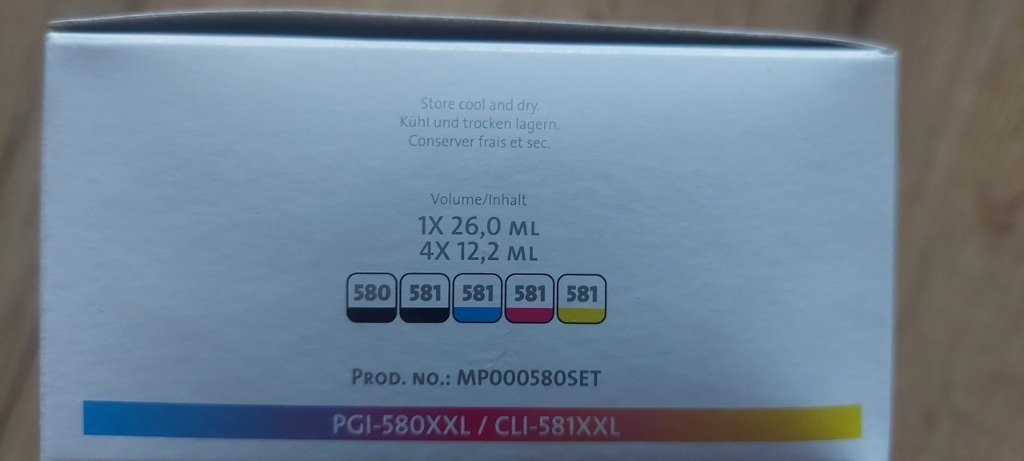 Store cool and dry.
Kühl und trocken lagern.
Conserver frais et sec.
Volume/Inhalt
1X 26,0 ML
4X 12,2 ML
580 581 581 581 581
PROD. NO.: MP000580SET
PGI-580XXL / CLI-581XXL